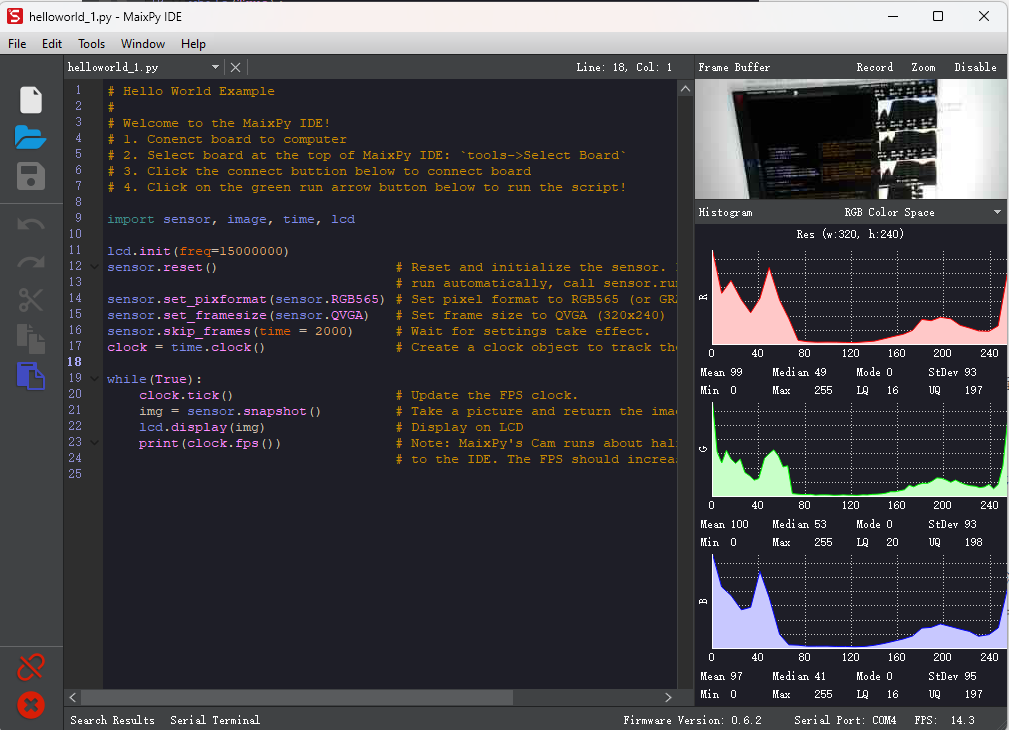 helloworld_1.py - MaixPy IDE
File Edit Tools Window Help
helloworld_1.py Line: 18, Col: 1 Frame Buffer Record Zoom Disable
1 # Hello World Example
2 #
3 # Welcome to the MaixPy IDE!
4 # 1. Conenct board to computer
5 # 2. Select board at the top of MaixPy IDE: `tools->Select Board`
6 # 3. Click the connect buttion below to connect board
7 # 4. Click on the green run arrow button below to run the script!
8
9 import sensor, image, time, lcd
10
11 lcd.init(freq=15000000)
12 sensor.reset() # Reset and initialize the sensor.
13 # run automatically, call sensor.run
14 sensor.set_pixformat(sensor.RGB565) # Set pixel format to RGB565 (or GRA
15 sensor.set_framesize(sensor.QVGA) # Set frame size to QVGA (320x240)
16 sensor.skip_frames(time = 2000) # Wait for settings take effect.
17 clock = time.clock() # Create a clock object to track the
18
19 while(True):
20 clock.tick() # Update the FPS clock.
21 img = sensor.snapshot() # Take a picture and return the imag
22 lcd.display(img) # Display on LCD
23 print(clock.fps()) # Note: MaixPy's Cam runs about half
24 # to the IDE. The FPS should increas
25
Histogram RGB Color Space
Res (w:320, h:240)
R
0 40 80 120 160 200 240
Mean 99 Median 49 Mode 0 StDev 93
Min 0 Max 255 LQ 16 UQ 197
G
0 40 80 120 160 200 240
Mean 100 Median 53 Mode 0 StDev 93
Min 0 Max 255 LQ 20 UQ 198
B
0 40 80 120 160 200 240
Mean 97 Median 41 Mode 0 StDev 95
Min 0 Max 255 LQ 16 UQ 197
Search Results Serial Terminal Firmware Version: 0.6.2 Serial Port: COM4 FPS: 14.3